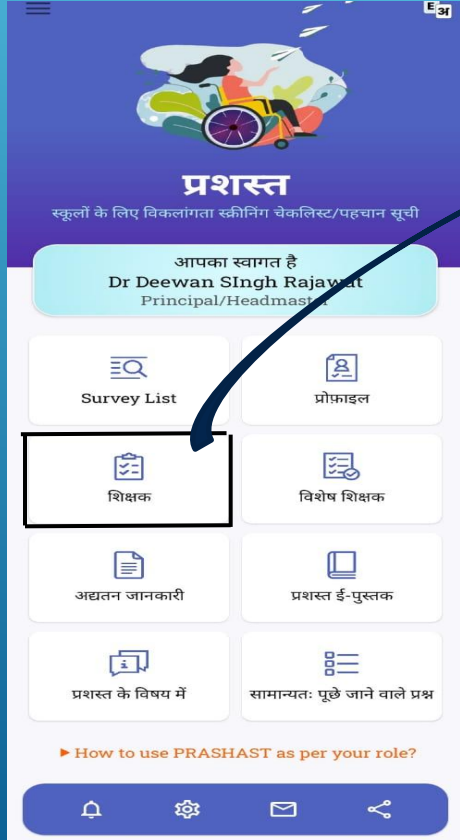 E अ
प्रशस्त
स्कूलों के लिए विकलांगता स्क्रीनिंग चेकलिस्ट/पहचान सूची
आपका स्वागत है
Dr Deewan SIngh Rajawat
Principal/Headmaster
Survey List
प्रोफ़ाइल
शिक्षक
विशेष शिक्षक
अद्यतन जानकारी
प्रशस्त ई-पुस्तक
प्रशस्त के विषय में
सामान्यतः पूछे जाने वाले प्रश्न
▶ How to use PRASHAST as per your role?